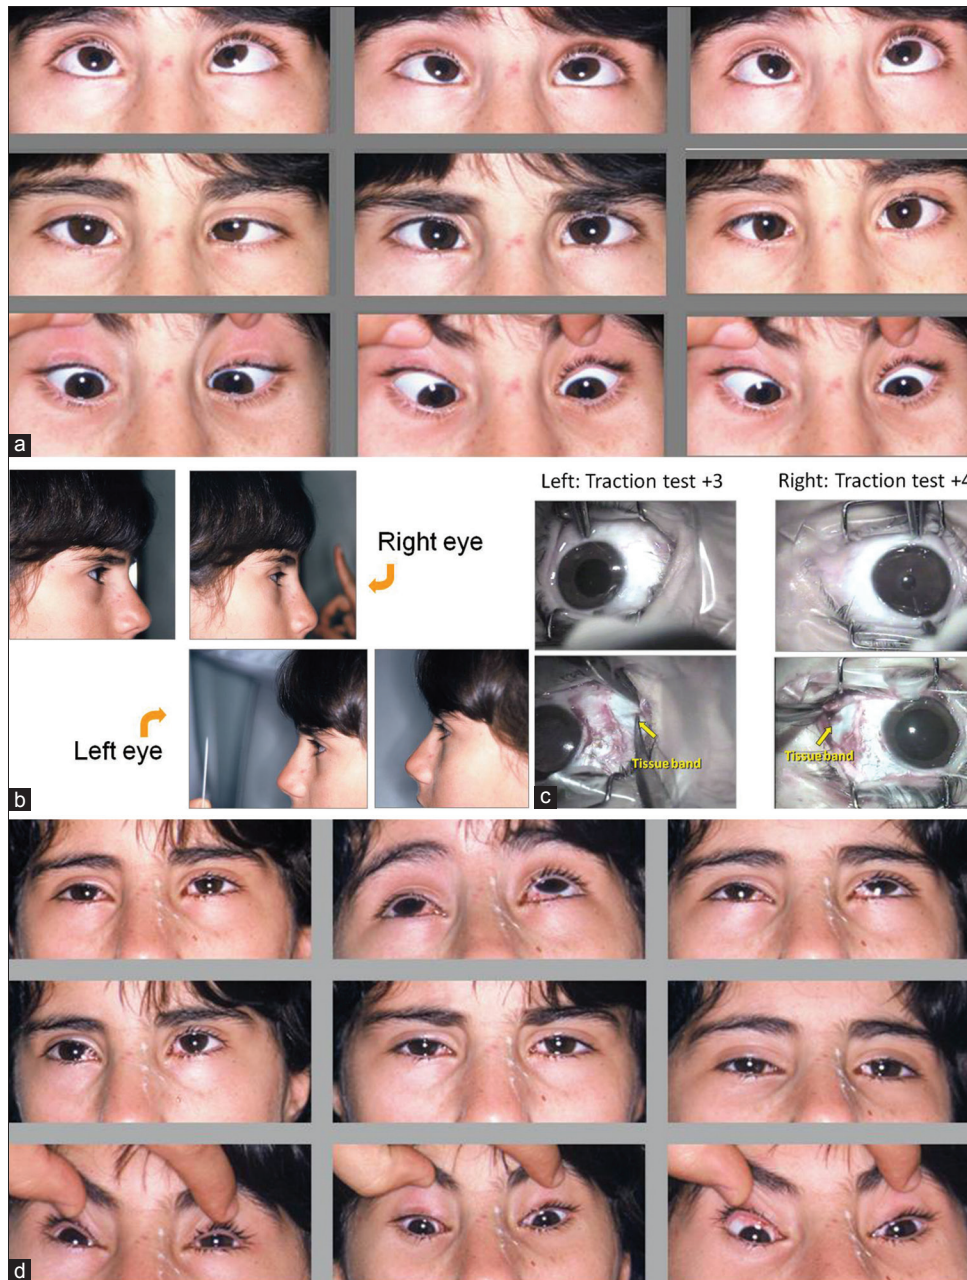 a
Right eye
Left eye
b
Left: Traction test +3
Right: Traction test +4
Tissue band
Tissue band
c
d